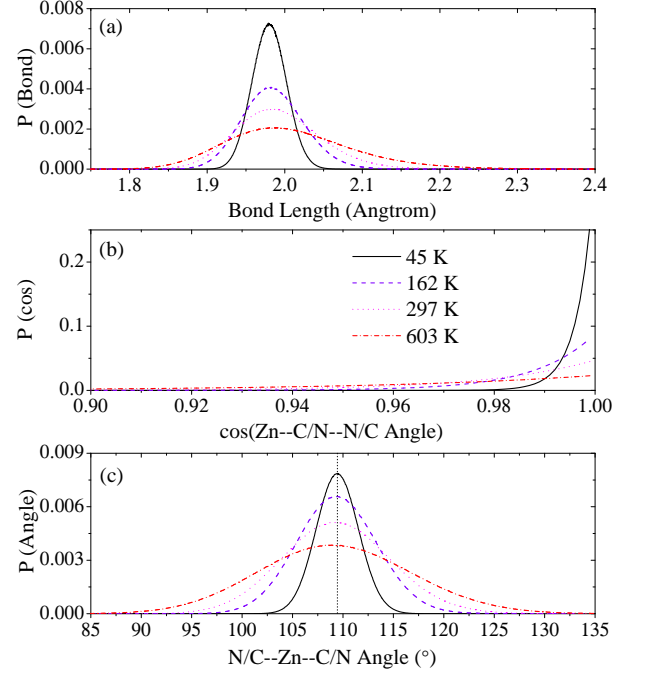 (a)
P (Bond)
0.008
0.006
0.004
0.002
0.000
1.8 1.9 2.0 2.1 2.2 2.3 2.4
Bond Length (Angtrom)
(b)
P (cos)
0.2
0.1
0.0
45 K
162 K
297 K
603 K
0.90 0.92 0.94 0.96 0.98 1.00
cos(Zn--C/N--N/C Angle)
(c)
P (Angle)
0.009
0.006
0.003
0.000
85 90 95 100 105 110 115 120 125 130 135
N/C--Zn--C/N Angle (°)